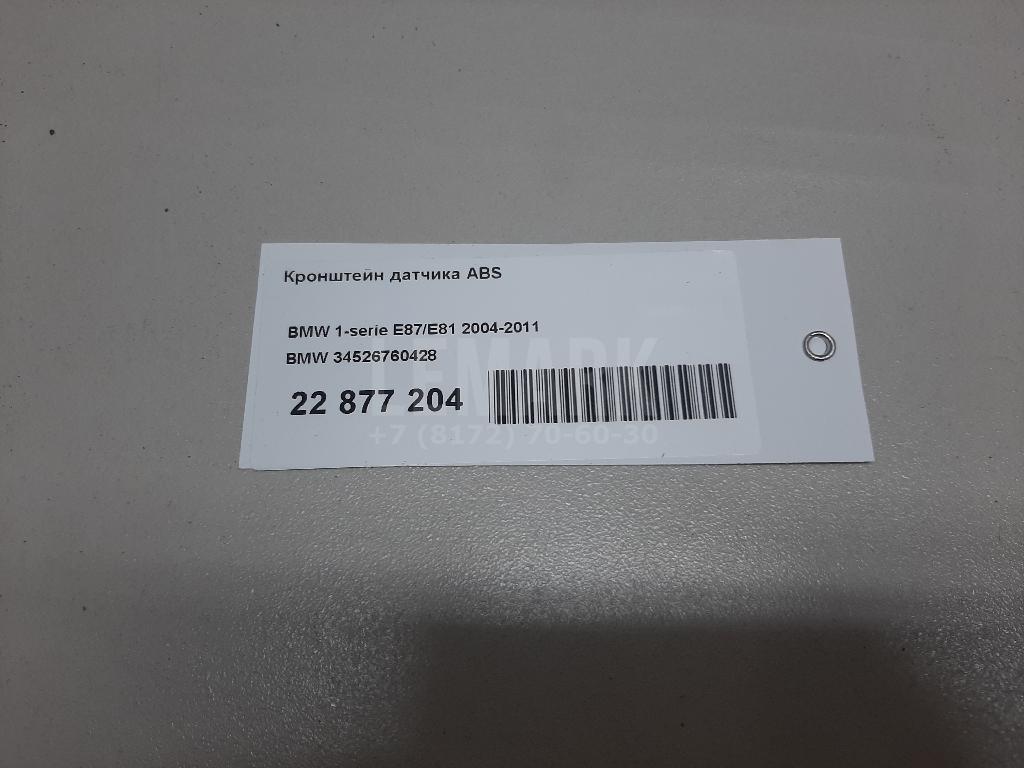 Кронштейн датчика ABS
BMW 1-serie E87/E81 2004-2011
BMW 34526760428
LEMARK
22 877 204
+7 (8172) 70-60-30